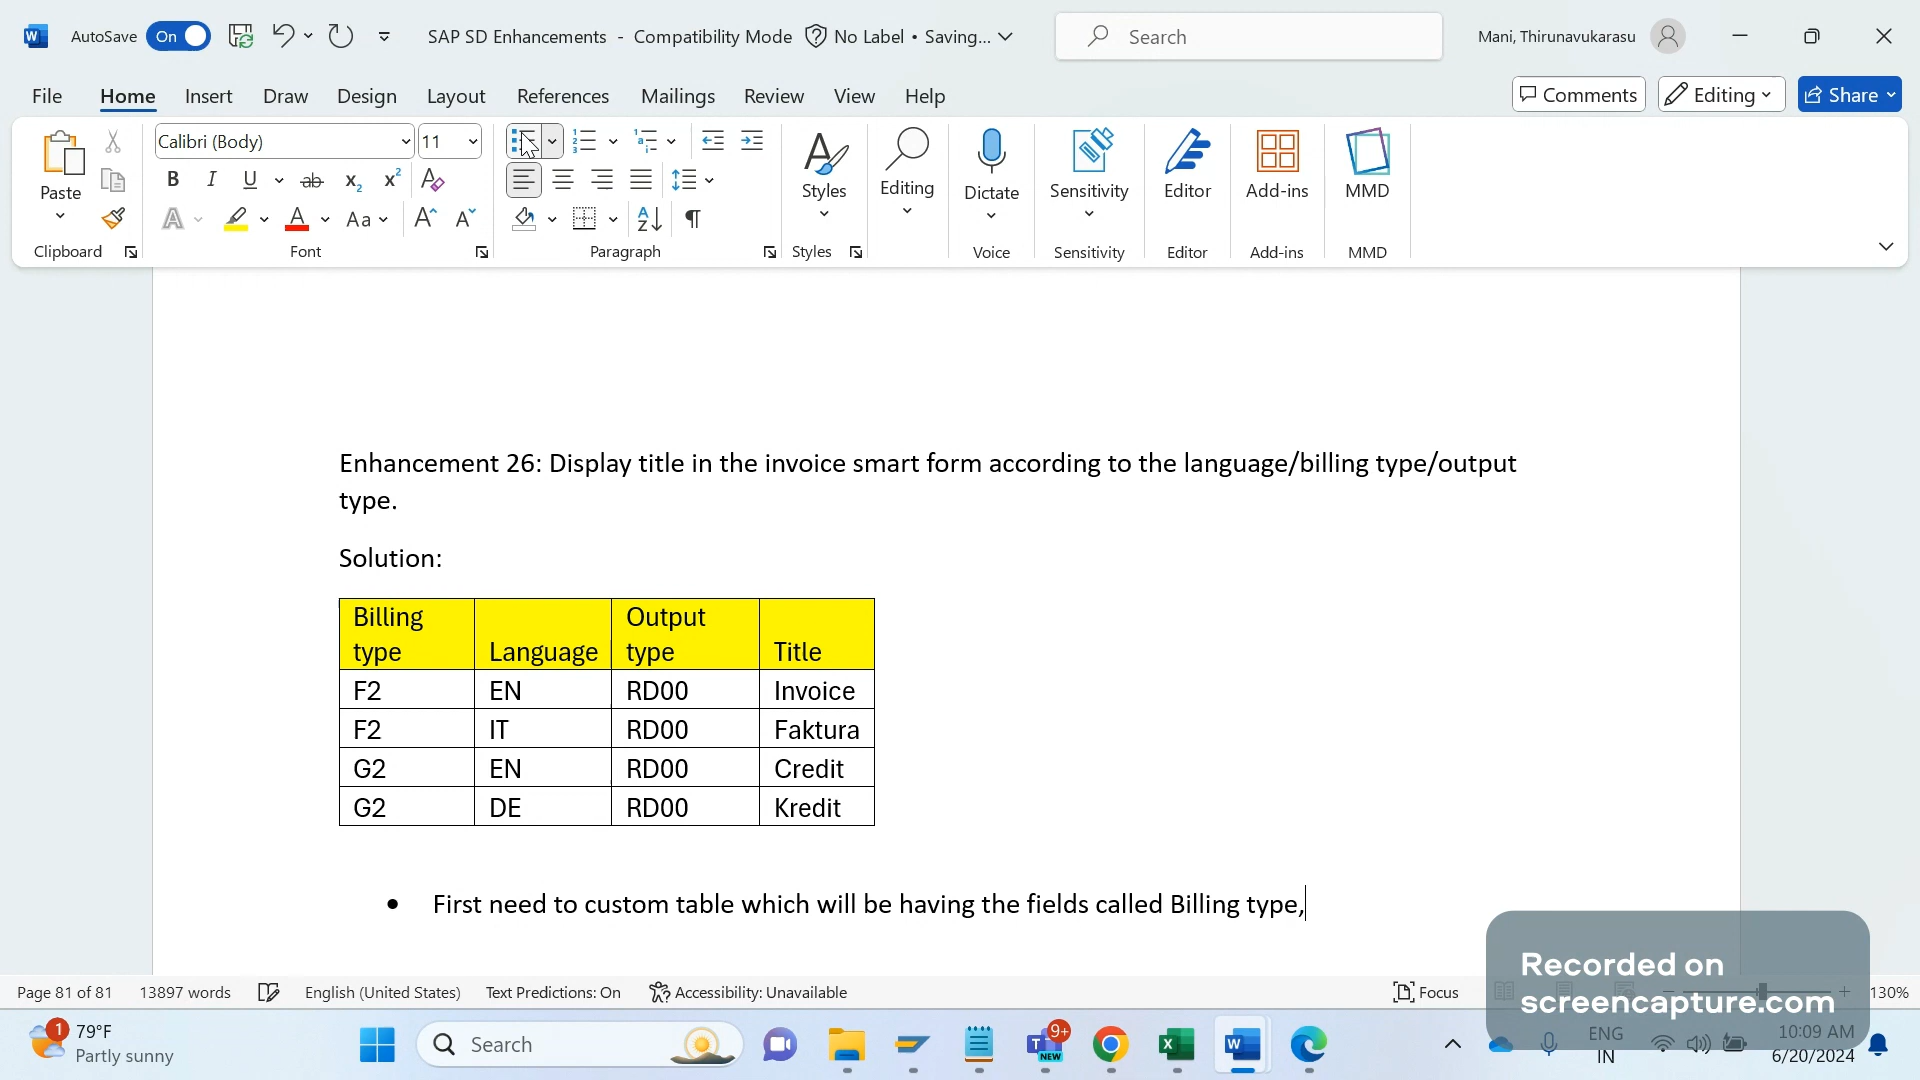 AutoSave On SAP SD Enhancements - Compatibility Mode No Label • Saving... Search Mani, Thirunavukarasu
File Home Insert Draw Design Layout References Mailings Review View Help Comments Editing Share
Paste Calibri (Body) 11 Styles Editing Dictate Sensitivity Editor Add-ins MMD
Clipboard Font Paragraph Styles Voice Sensitivity Editor Add-ins MMD
Enhancement 26: Display title in the invoice smart form according to the language/billing type/output
type.
Solution:
Billing type Language Output type Title
F2 EN RD00 Invoice
F2 IT RD00 Faktura
G2 EN RD00 Credit
G2 DE RD00 Kredit
• First need to custom table which will be having the fields called Billing type,
Recorded on
screencapture.com
Page 81 of 81 13897 words English (United States) Text Predictions: On Accessibility: Unavailable Focus 130%
1 79°F
Partly sunny
Search
9+
NEW
ENG
IN
10:09 AM
6/20/2024